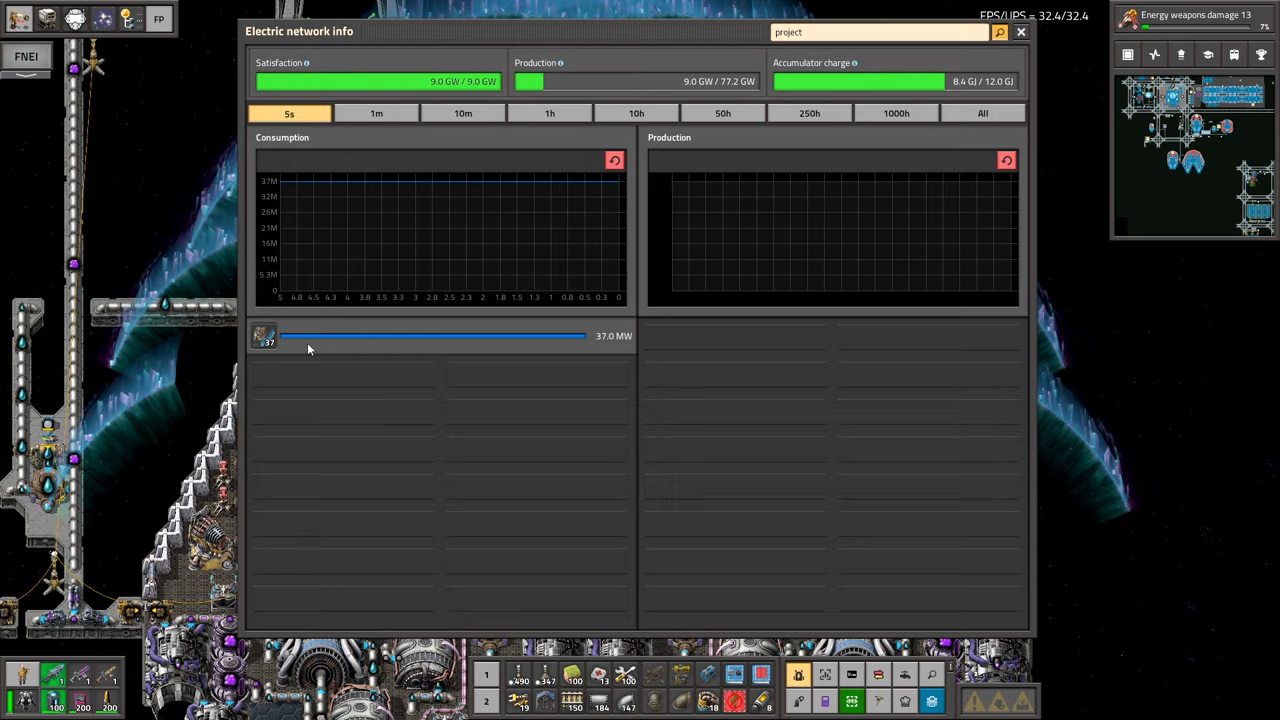 FP
FNEI
Electric network info
project
FPS/UPS = 32.4/32.4
Energy weapons damage 13
7%
Satisfaction
9.0 GW / 9.0 GW
Production
9.0 GW / 77.2 GW
Accumulator charge
8.4 GJ / 12.0 GJ
5s
1m
10m
1h
10h
50h
250h
1000h
All
Consumption
Production
37M
32M
26M
21M
16M
11M
5.3M
0
5 4.8 4.5 4.3 4 3.8 3.5 3.3 3 2.8 2.5 2.3 2 1.8 1.5 1.3 1 0.8 0.5 0.3 0
37
37.0 MW
1 1 1
100 200 200
1
490 347 100 13 100
2
19 150 184 147 18 8